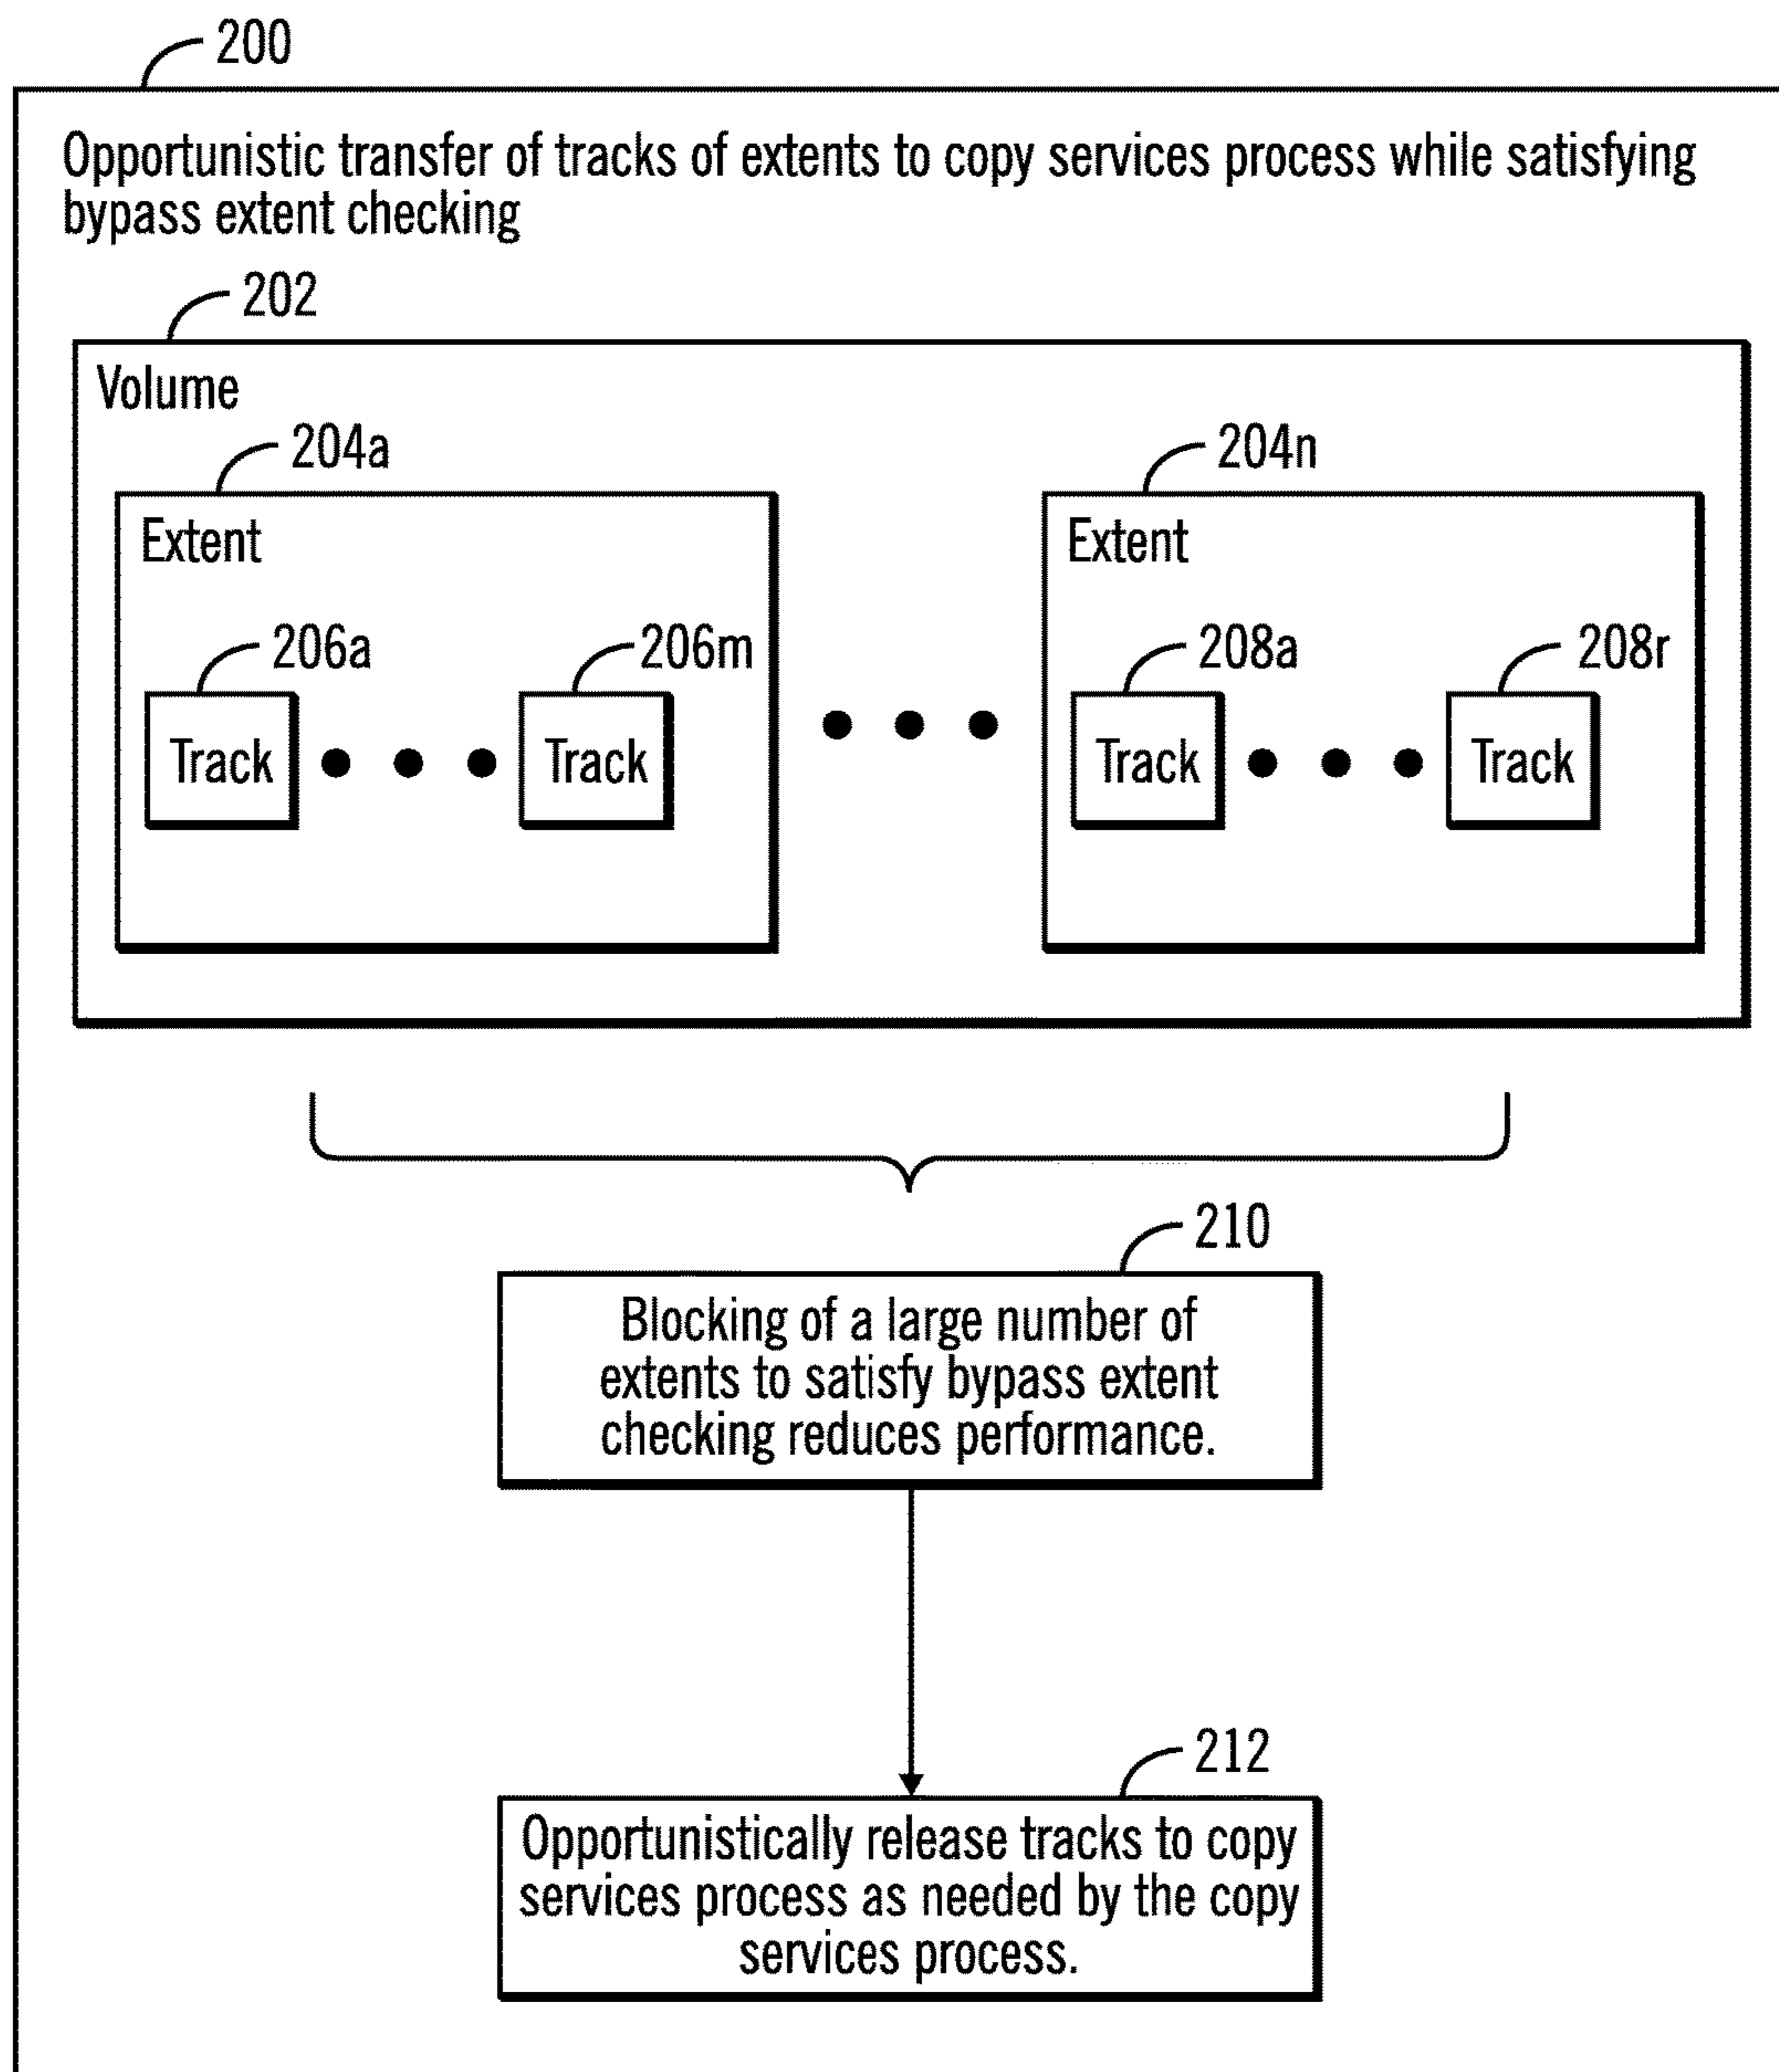 200
Opportunistic transfer of tracks of extents to copy services process while satisfying
bypass extent checking
202
Volume
204a
204n
Extent
Extent
206a
206m
208a
208r
Track
Track
Track
Track
210
Blocking of a large number of
extents to satisfy bypass extent
checking reduces performance.
212
Opportunistically release tracks to copy
services process as needed by the copy
services process.